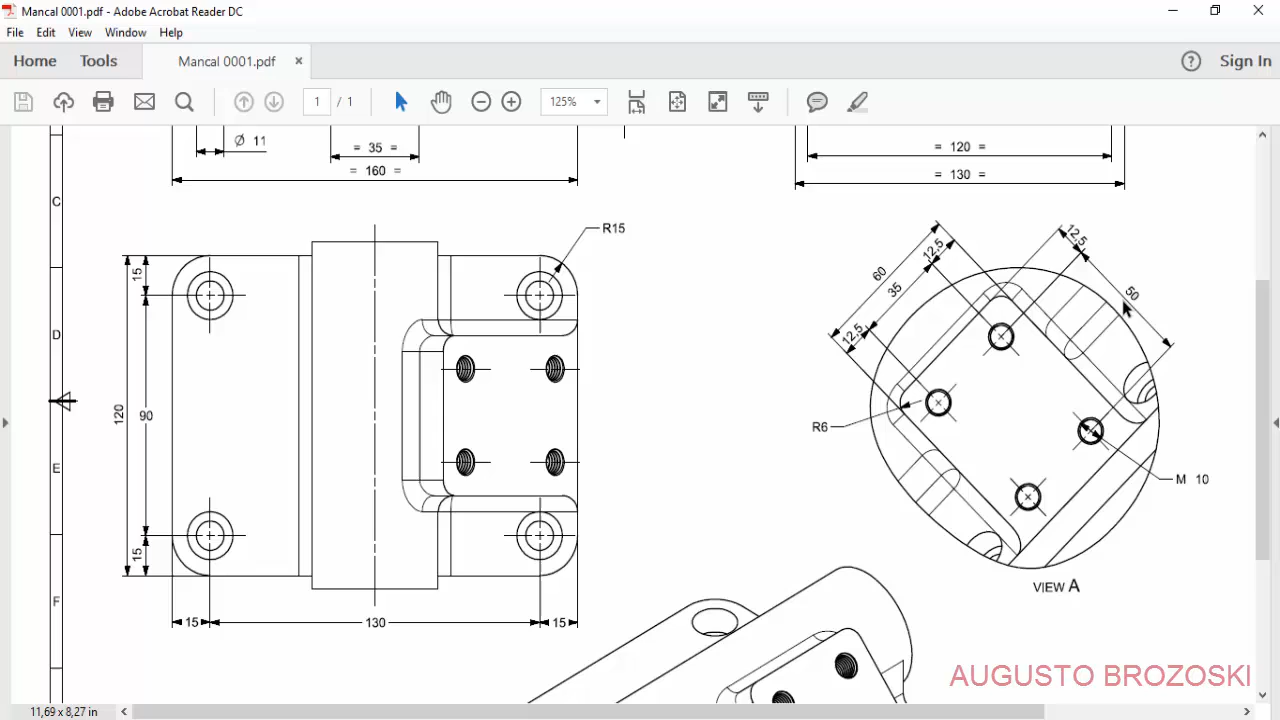 Mancal 0001.pdf - Adobe Acrobat Reader DC
File Edit View Window Help
Home Tools Mancal 0001.pdf × Sign In
1 / 1 125%
Ø 11
= 35 =
= 160 =
= 120 =
= 130 =
C
D
E
F
R15
15
120
90
15
15
130
15
12,5
60
12,5
35
12,5
50
R6
M 10
VIEW A
AUGUSTO BROZOSKI
11,69 x 8,27 in